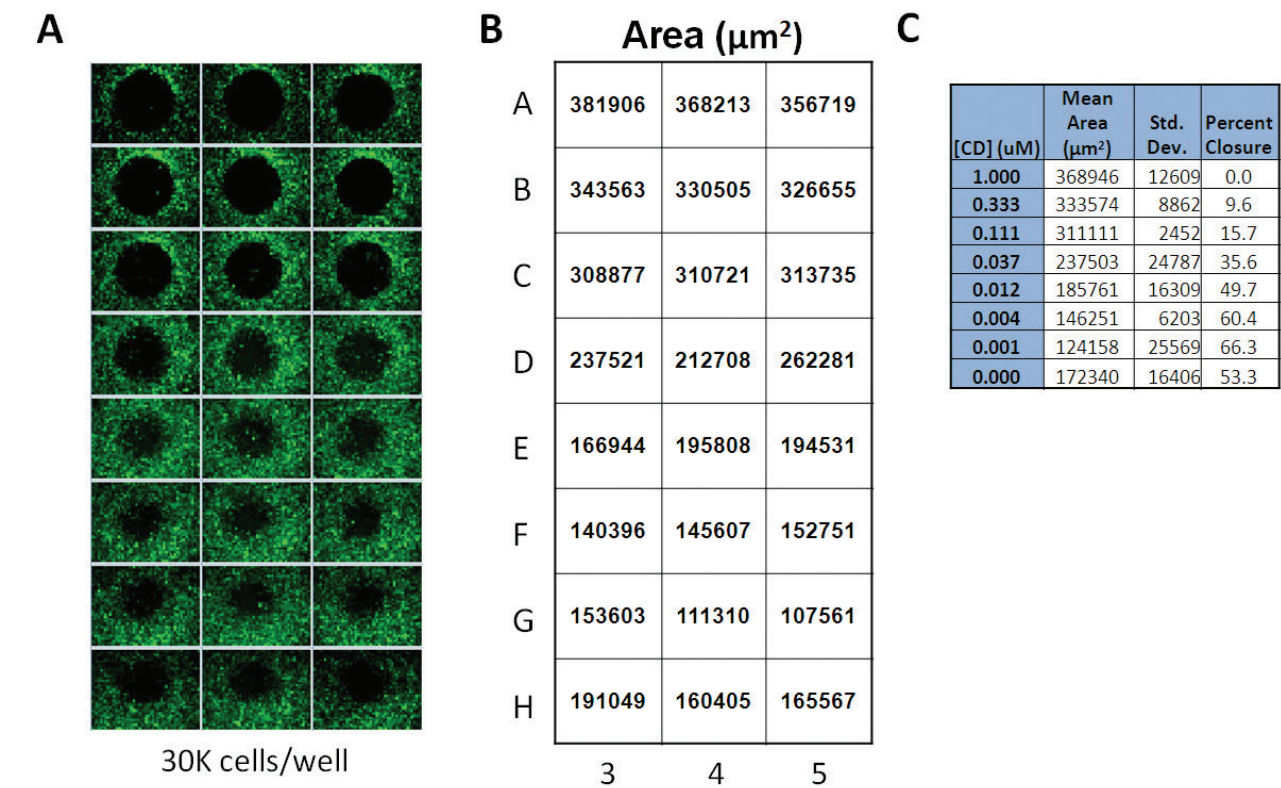 A
30K cells/well
B
Area (µm²)
A 381906 368213 356719
B 343563 330505 326655
C 308877 310721 313735
D 237521 212708 262281
E 166944 195808 194531
F 140396 145607 152751
G 153603 111310 107561
H 191049 160405 165567
3 4 5
C
[CD] (uM) Mean Area (µm²) Std. Dev. Percent Closure
1.000 368946 12609 0.0
0.333 333574 8862 9.6
0.111 311111 2452 15.7
0.037 237503 24787 35.6
0.012 185761 16309 49.7
0.004 146251 6203 60.4
0.001 124158 25569 66.3
0.000 172340 16406 53.3